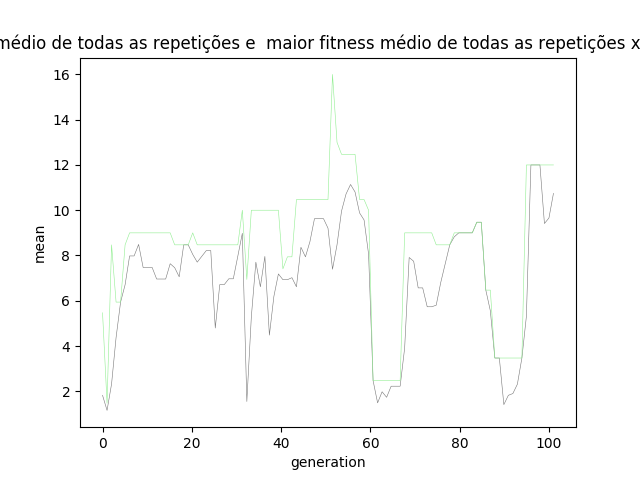 médio de todas as repetições e  maior fitness médio de todas as repetições x
16
14
12
10
8
6
4
2
mean
0 20 40 60 80 100
generation